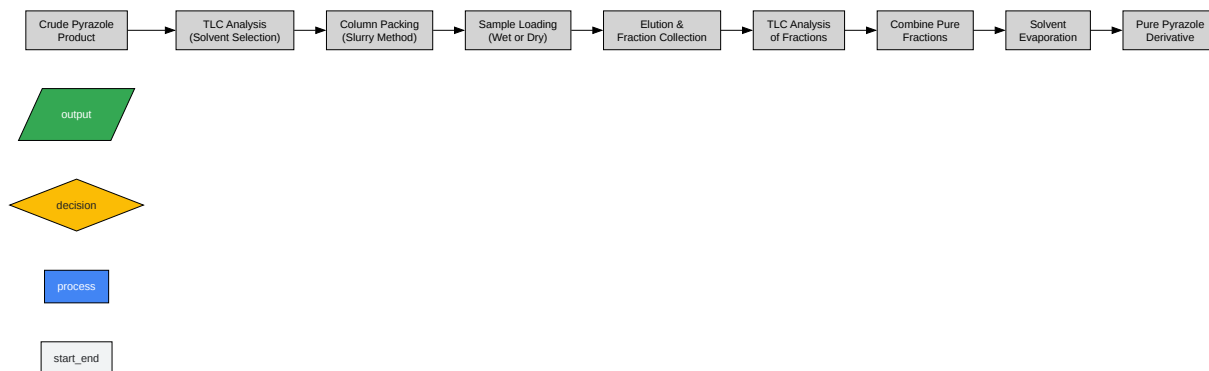 Crude Pyrazole
Product
TLC Analysis
(Solvent Selection)
Column Packing
(Slurry Method)
Sample Loading
(Wet or Dry)
Elution &
Fraction Collection
TLC Analysis
of Fractions
Combine Pure
Fractions
Solvent
Evaporation
Pure Pyrazole
Derivative
output
decision
process
start_end